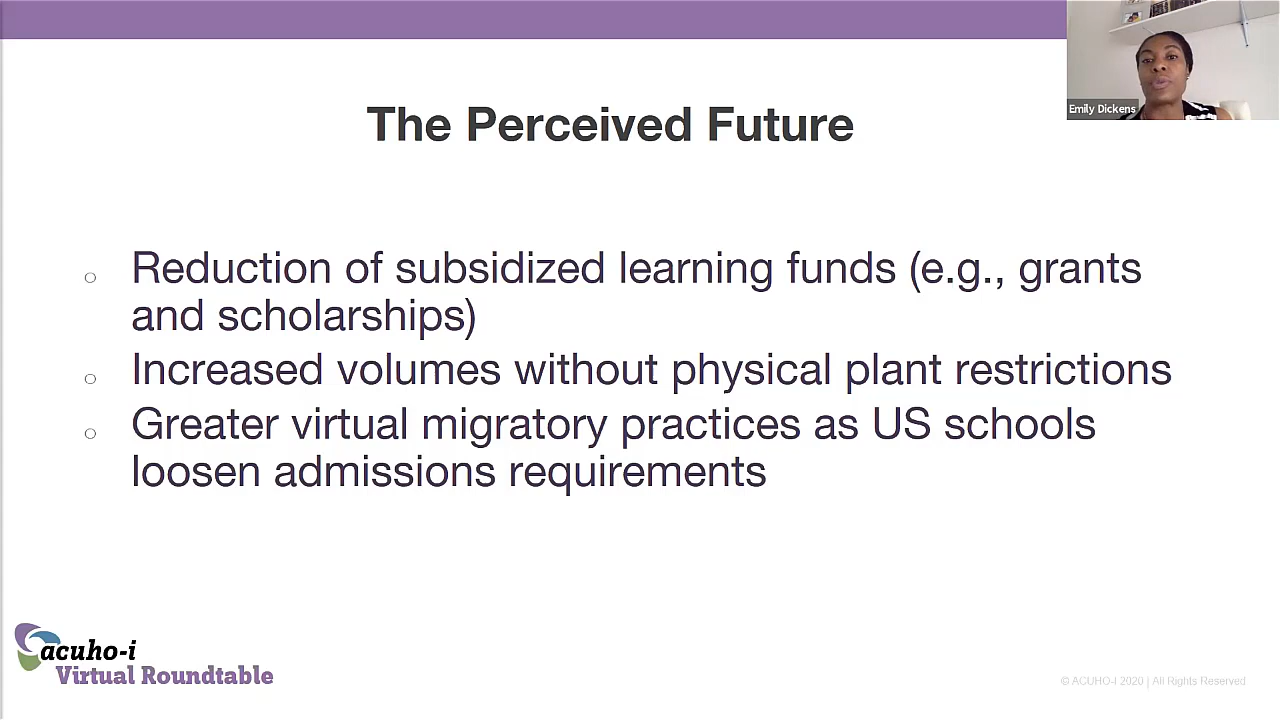 Emily Dickens
The Perceived Future
Reduction of subsidized learning funds (e.g., grants
and scholarships)
Increased volumes without physical plant restrictions
Greater virtual migratory practices as US schools
loosen admissions requirements
acuho-i
Virtual Roundtable
© ACUHO-I 2020 | All Rights Reserved